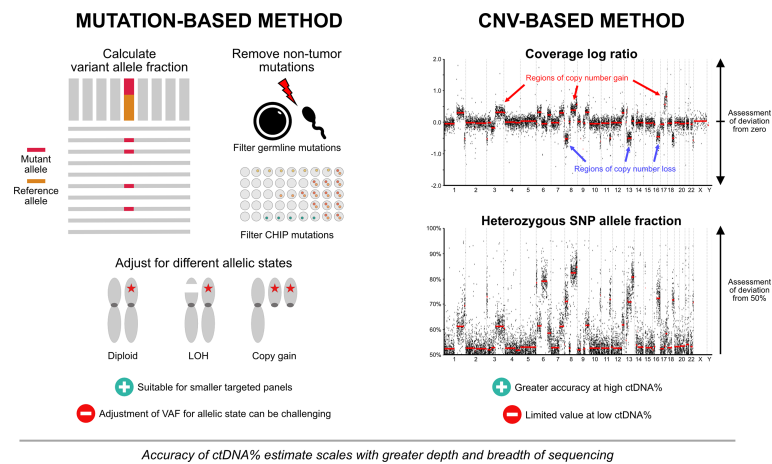 MUTATION-BASED METHOD
Calculate
variant allele fraction
Mutant
allele
Reference
allele
Remove non-tumor
mutations
Filter germline mutations
Filter CHIP mutations
Adjust for different allelic states
Diploid
LOH
Copy gain
Suitable for smaller targeted panels
Adjustment of VAF for allelic state can be challenging
CNV-BASED METHOD
Coverage log ratio
2.0
1.0
0.0
-1.0
-2.0
Regions of copy number gain
Regions of copy number loss
1 2 3 4 5 6 7 8 9 10 11 12 13 14 15 16 17 18 20 22 X Y
Assessment
of deviation
from zero
Heterozygous SNP allele fraction
100%
90%
80%
70%
60%
50%
1 2 3 4 5 6 7 8 9 10 11 12 13 14 15 16 17 18 20 22 X Y
Assessment
of deviation
from 50%
Greater accuracy at high ctDNA%
Limited value at low ctDNA%
Accuracy of ctDNA% estimate scales with greater depth and breadth of sequencing